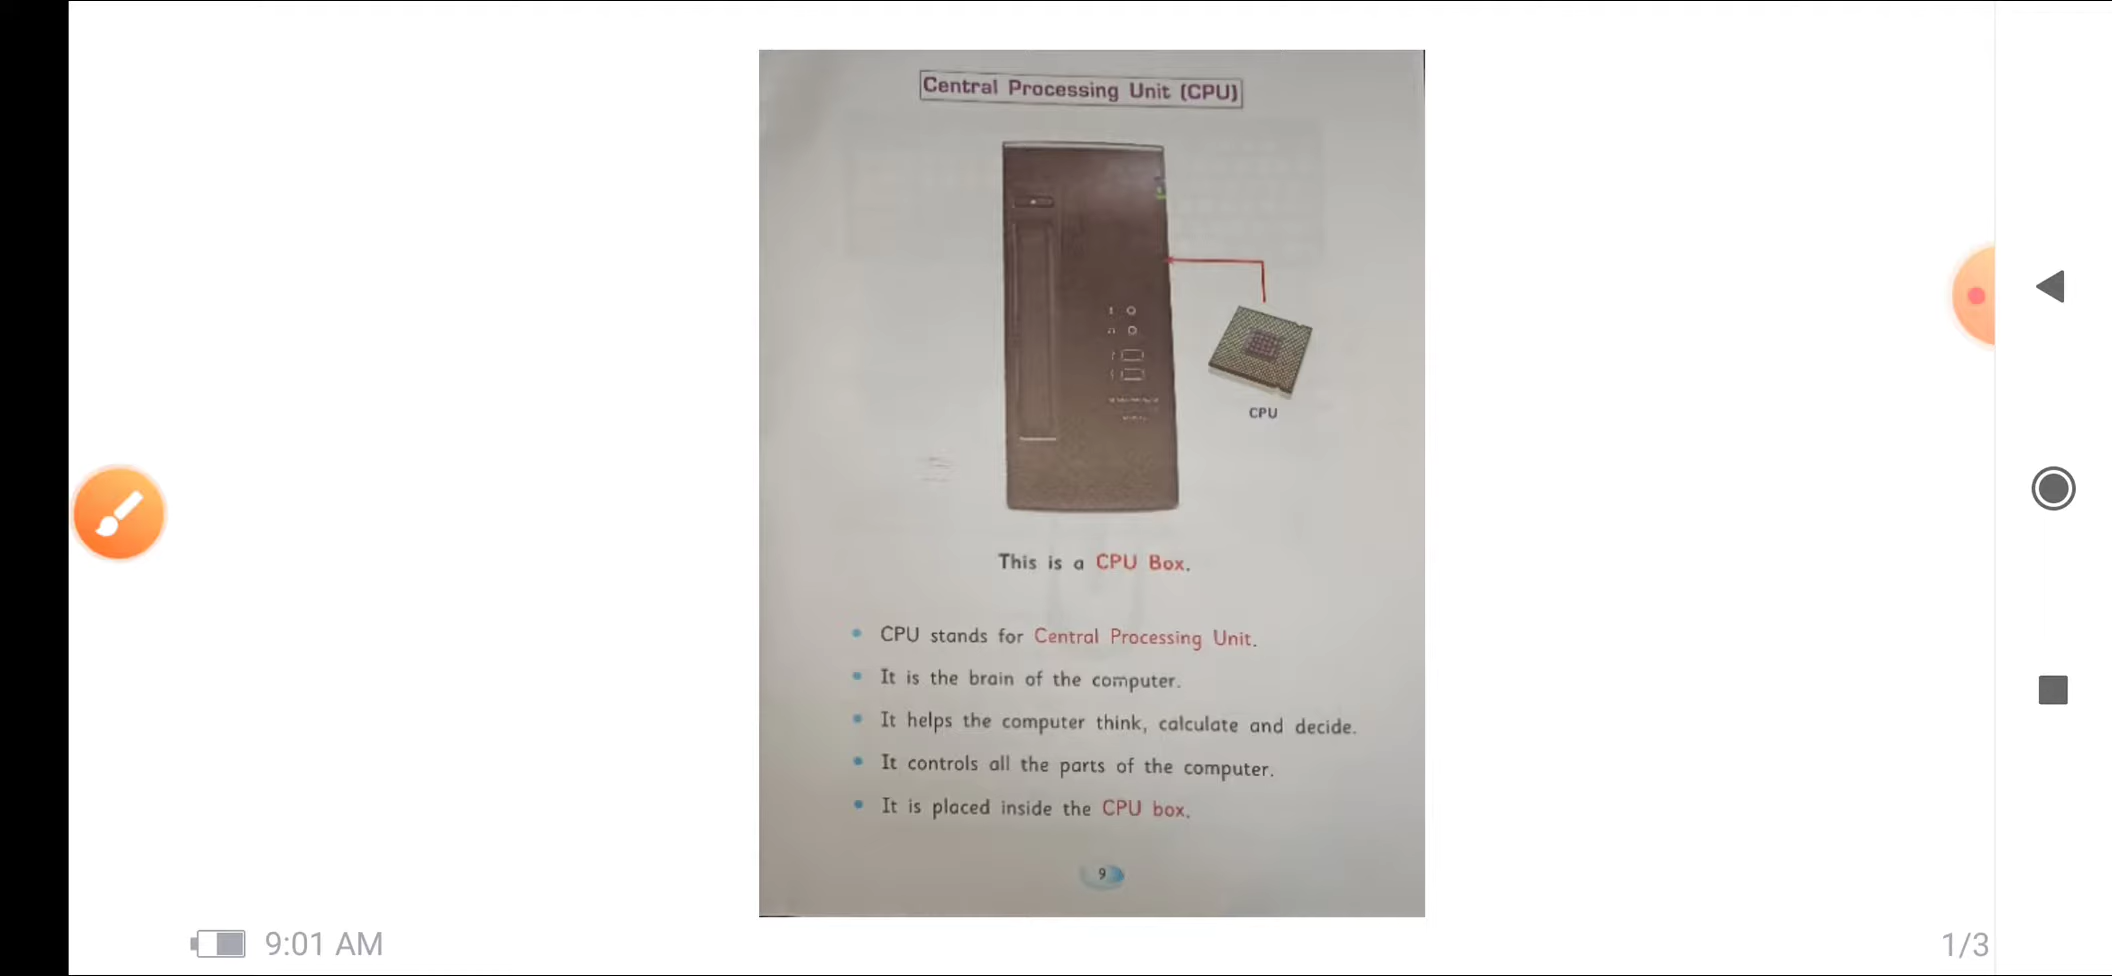 Central Processing Unit (CPU)
CPU
This is a CPU Box.
CPU stands for Central Processing Unit.
It is the brain of the computer.
It helps the computer think, calculate and decide.
It controls all the parts of the computer.
It is placed inside the CPU box.
9
9:01 AM
1/3